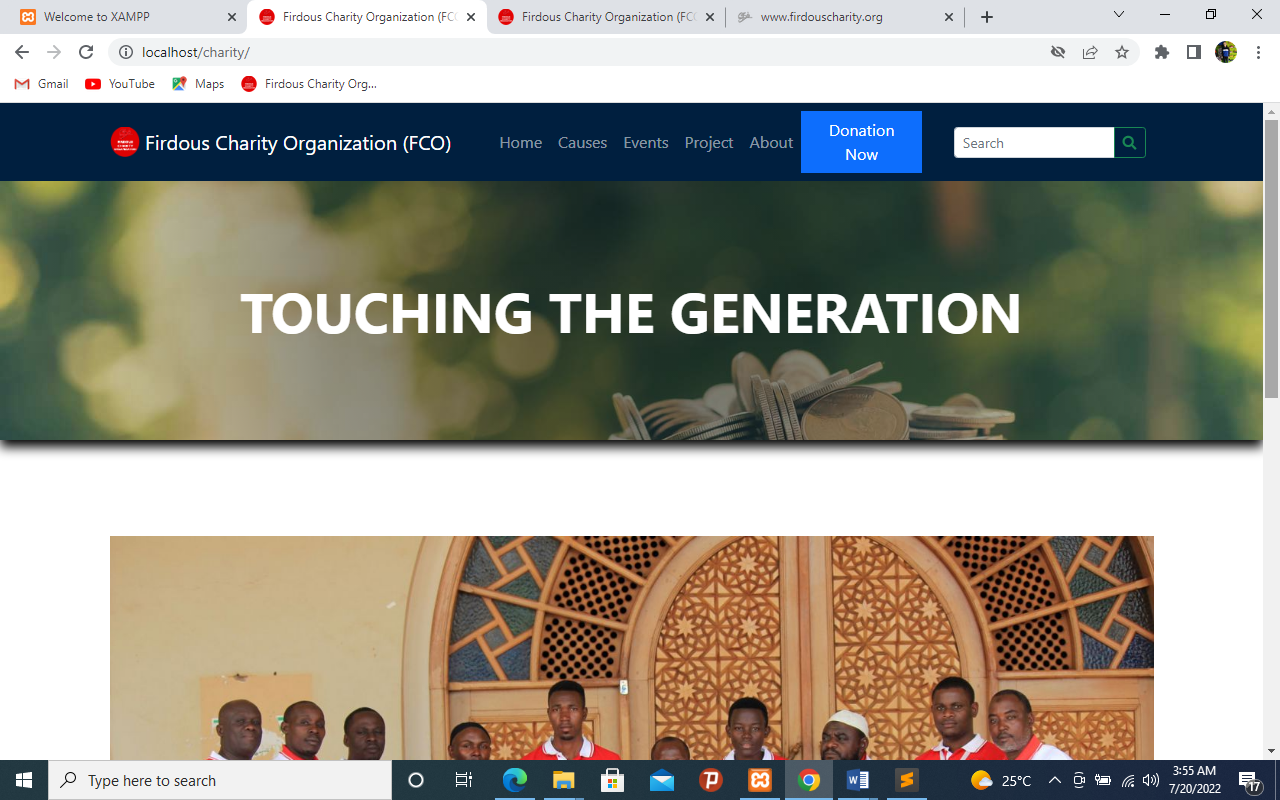 Welcome to XAMPP
Firdous Charity Organization (FC
Firdous Charity Organization (FC
www.firdouscharity.org
localhost/charity/
Gmail
YouTube
Maps
Firdous Charity Org...
Firdous Charity Organization (FCO)
Home
Causes
Events
Project
About
Donation
Now
Search
TOUCHING THE GENERATION
Type here to search
25°C
3:55 AM
7/20/2022
17